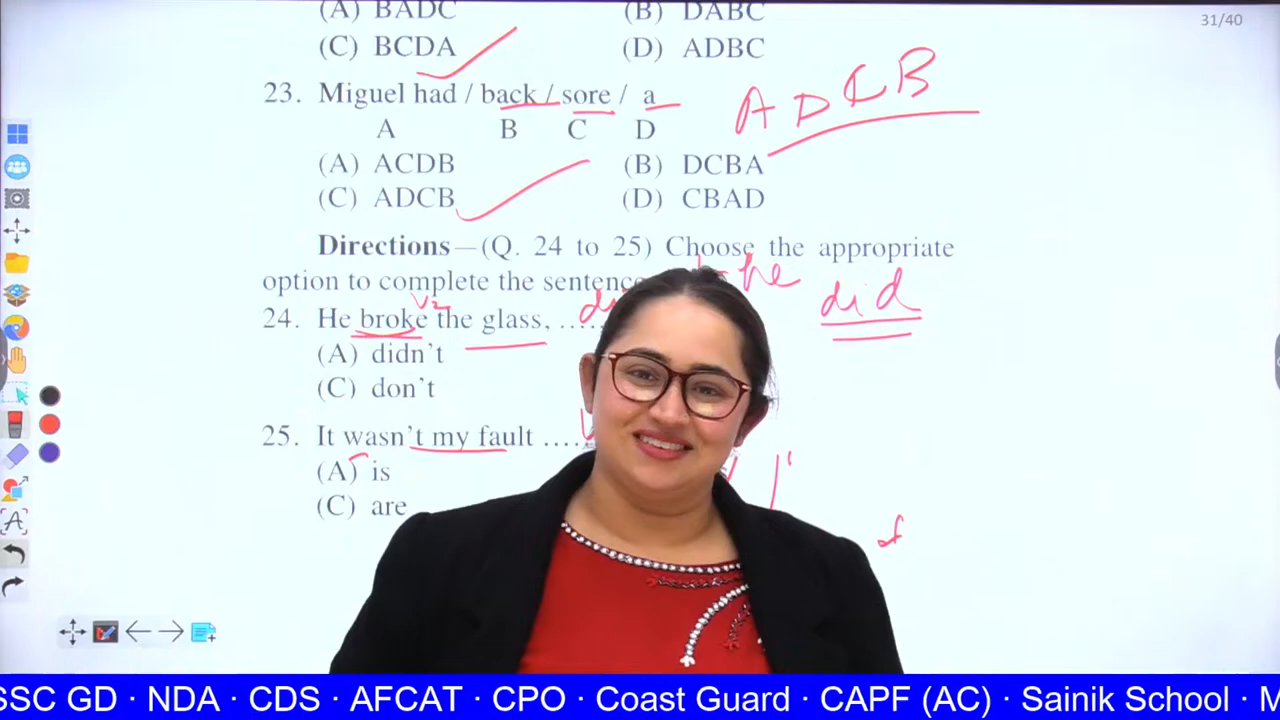 (A) BADC (B) DABC
31/40
(C) BCDA (D) ADBC
23. Miguel had / back / sore / a
A B C D
ADCB
(A) ACDB (B) DCBA
(C) ADCB (D) CBAD
Directions—(Q. 24 to 25) Choose the appropriate
option to complete the sentence
he
did
V2
24. He broke the glass, ....
(A) didn't
(C) don't
25. It wasn't my fault ....
(A) is
(C) are
SSC GD · NDA · CDS · AFCAT · CPO · Coast Guard · CAPF (AC) · Sainik School · M